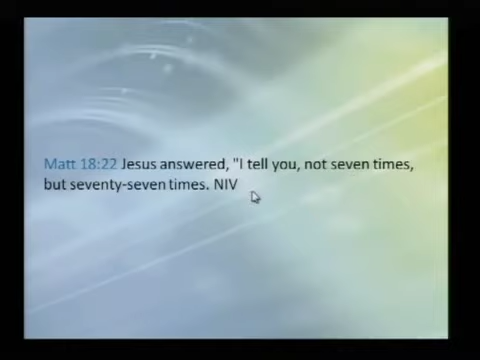 Matt 18:22 Jesus answered, "I tell you, not seven times,
but seventy-seven times. NIV